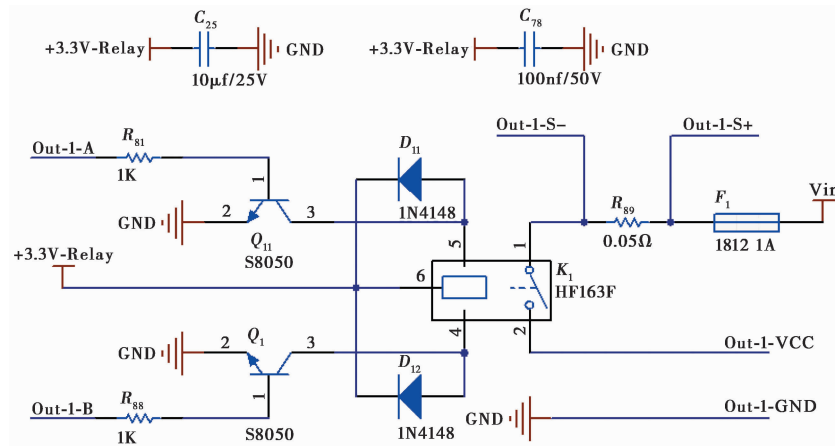 C25
+3.3V-Relay
GND
10μf/25V
C78
+3.3V-Relay
GND
100nf/50V
Out-1-A
R81
1K
1
GND
2
3
Q11
S8050
D11
1N4148
Out-1-S-
Out-1-S+
R89
0.05Ω
F1
1812 1A
Vin
+3.3V-Relay
5
6
4
1
2
K1
HF163F
Out-1-VCC
GND
2
Q1
3
1
S8050
D12
1N4148
Out-1-B
R88
1K
GND
Out-1-GND